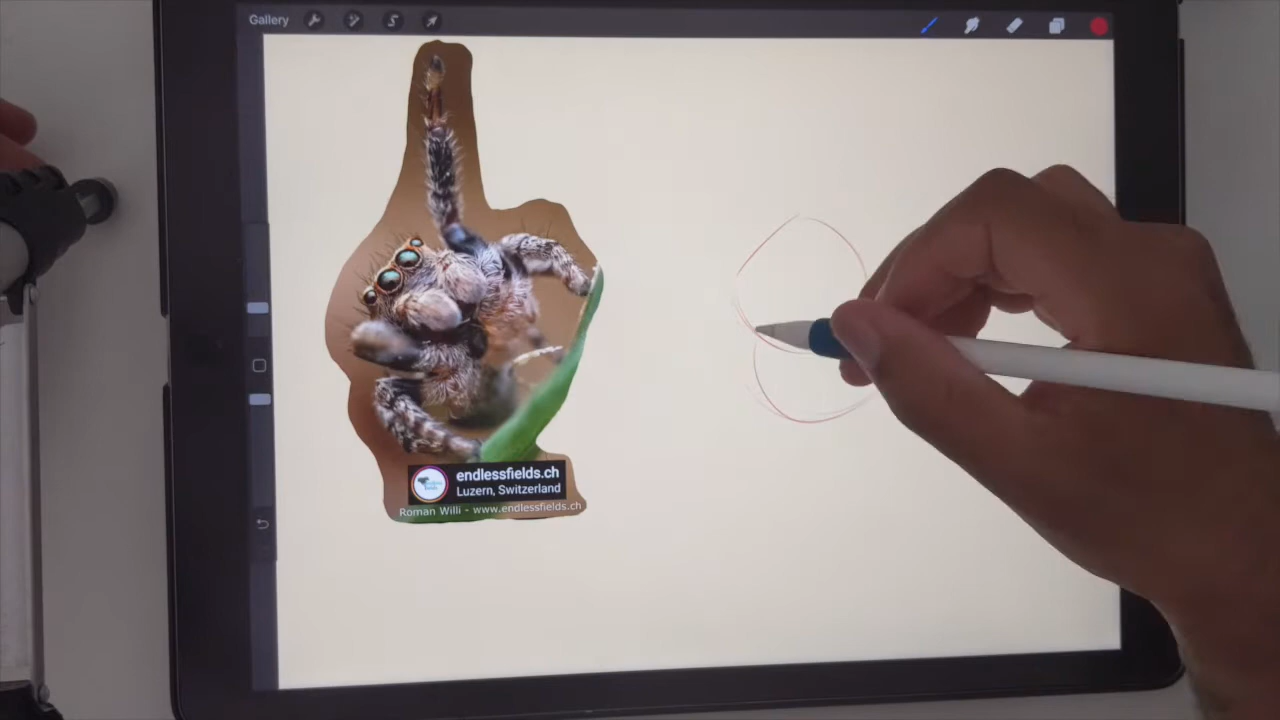 Gallery
endlessfields.ch
Luzern, Switzerland
Roman Willi - www.endlessfields.ch